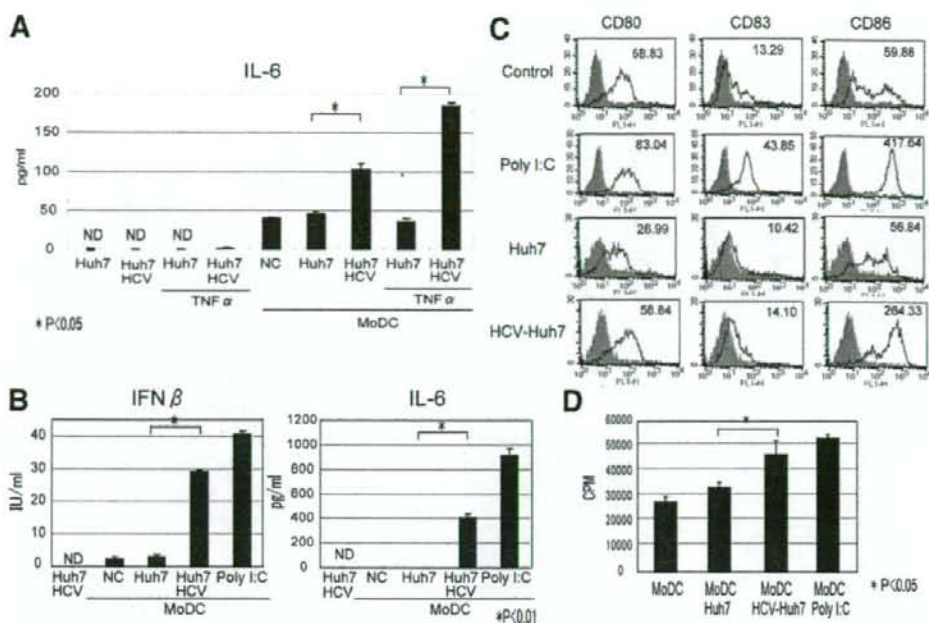 A
IL-6
200
150
100
50
0
pg/ml
ND ND ND
Huh7 Huh7 HCV Huh7 Huh7 HCV NC Huh7 Huh7 HCV Huh7 Huh7 HCV
TNF α TNF α
MoDC
* *
* P<0.05
B
IFN β
40
30
20
10
0
IU/ml
ND
*
Huh7 HCV NC Huh7 Huh7 HCV Poly I:C
MoDC
IL-6
1200
1000
800
600
400
200
0
pg/ml
ND
*
Huh7 HCV NC Huh7 Huh7 HCV Poly I:C
MoDC
*P<0.01
C
CD80 CD83 CD86
Control 68.83 13.29 59.88
Poly I:C 83.04 43.85 417.64
Huh7 26.99 10.42 56.84
HCV-Huh7 56.84 14.10 264.33
D
60000
50000
40000
30000
20000
10000
0
CPM
*
MoDC MoDC Huh7 MoDC HCV-Huh7 MoDC Poly I:C
* P<0.05